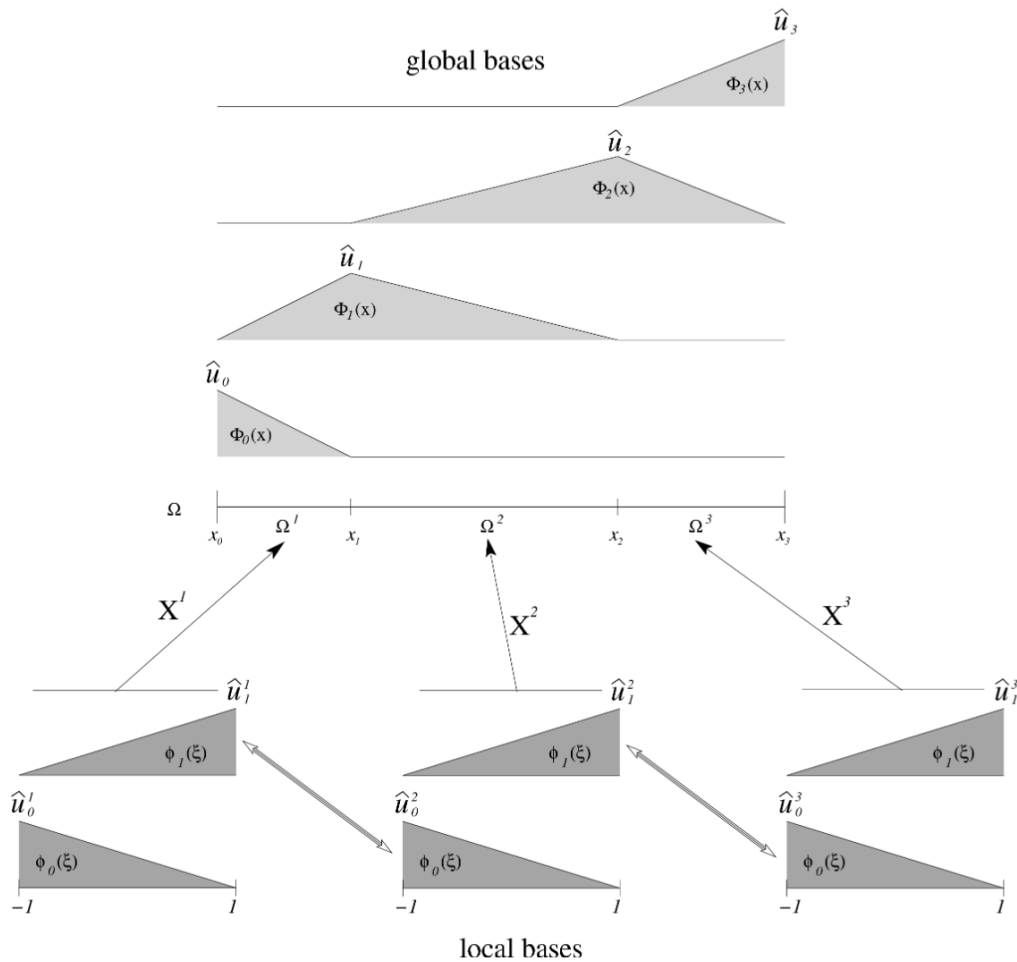 û₃
global bases
Φ₃(x)
û₂
Φ₂(x)
û₁
Φ₁(x)
û₀
Φ₀(x)
Ω
Ω¹ Ω² Ω³
x₀ x₁ x₂ x₃
X¹ X² X³
û₁¹ û₁² û₁³
ϕ₁(ξ) ϕ₁(ξ) ϕ₁(ξ)
û₀¹ û₀² û₀³
ϕ₀(ξ) ϕ₀(ξ) ϕ₀(ξ)
−1 1 −1 1 −1 1
local bases